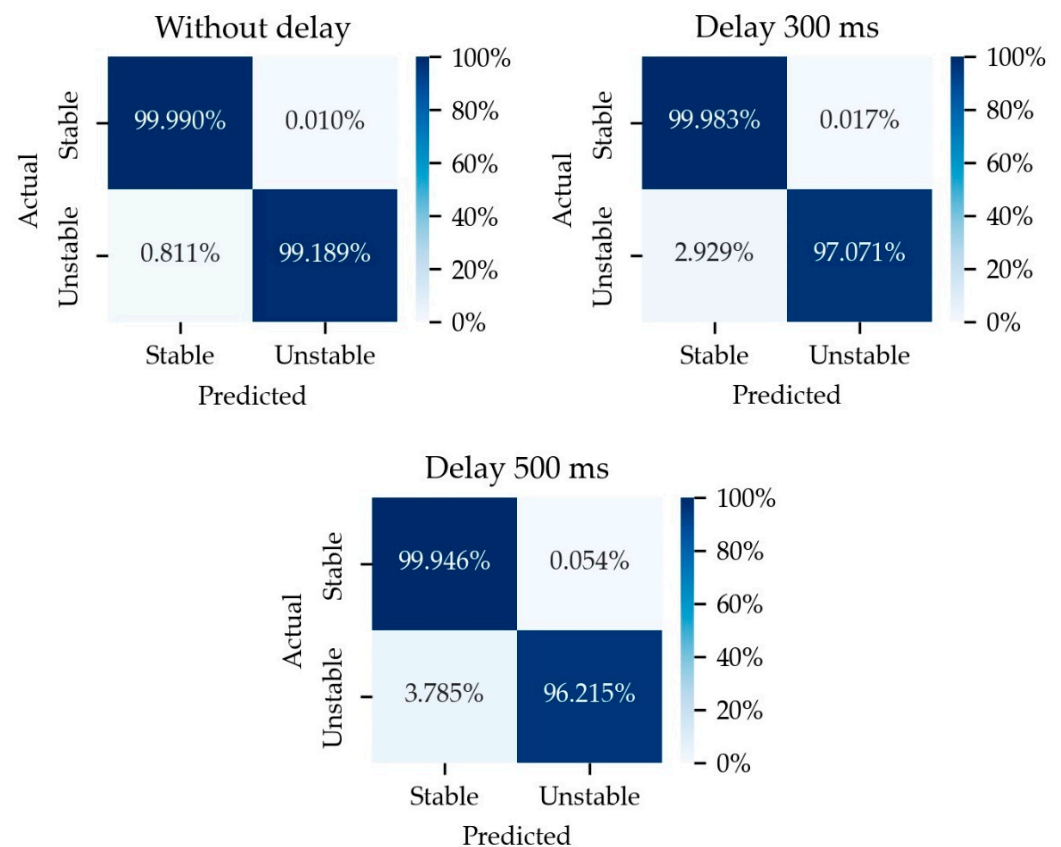 Without delay
Actual
Stable
Unstable
99.990%
0.010%
0.811%
99.189%
Stable
Unstable
Predicted
100%
80%
60%
40%
20%
0%
Delay 300 ms
Actual
Stable
Unstable
99.983%
0.017%
2.929%
97.071%
Stable
Unstable
Predicted
100%
80%
60%
40%
20%
0%
Delay 500 ms
Actual
Stable
Unstable
99.946%
0.054%
3.785%
96.215%
Stable
Unstable
Predicted
100%
80%
60%
40%
20%
0%